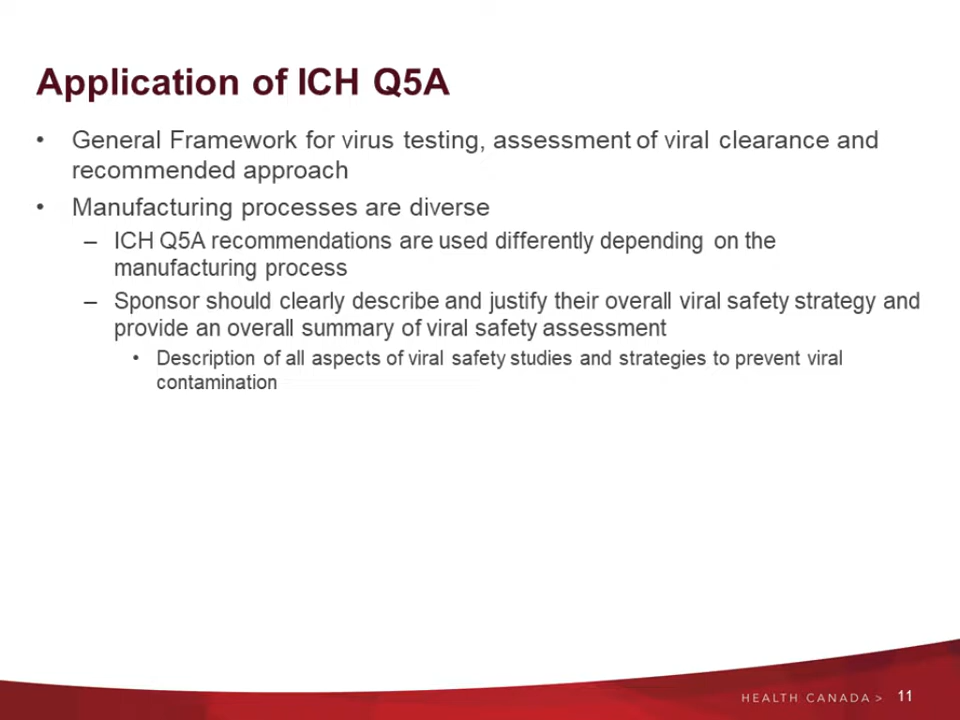 Application of ICH Q5A
• General Framework for virus testing, assessment of viral clearance and
recommended approach
• Manufacturing processes are diverse
– ICH Q5A recommendations are used differently depending on the
manufacturing process
– Sponsor should clearly describe and justify their overall viral safety strategy and
provide an overall summary of viral safety assessment
• Description of all aspects of viral safety studies and strategies to prevent viral
contamination
HEALTH CANADA > 11